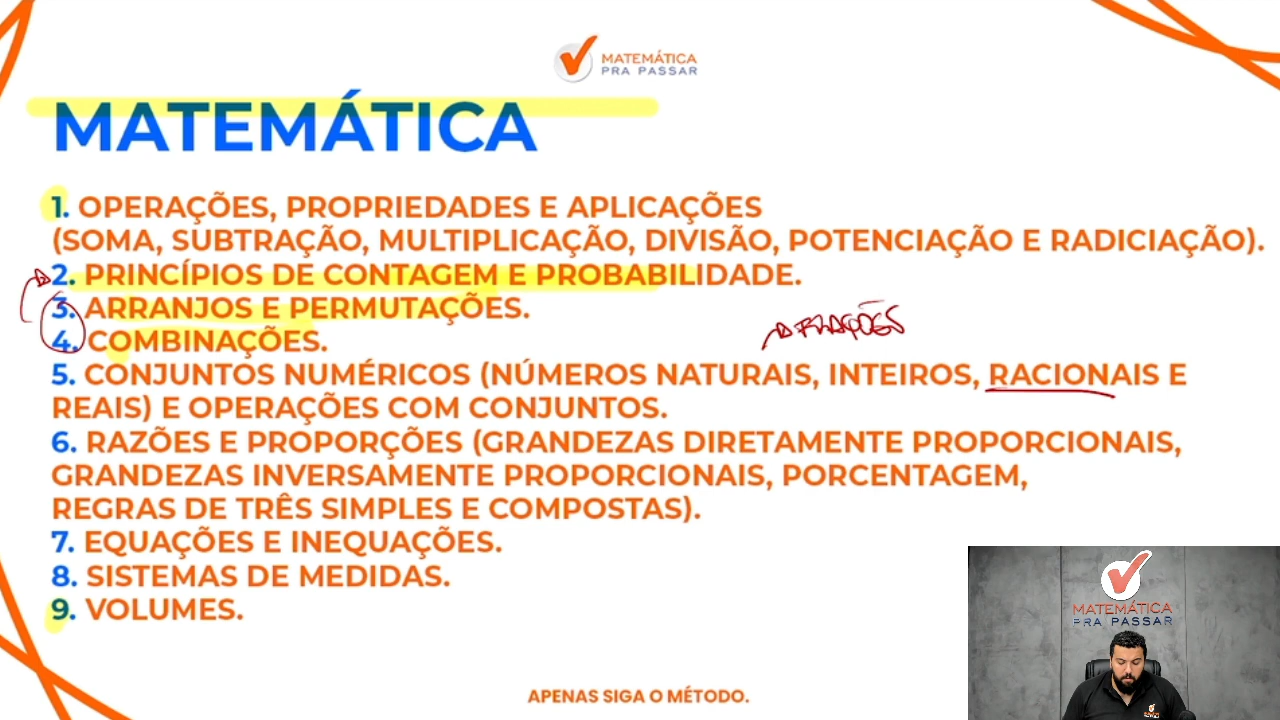 MATEMÁTICA
PRA PASSAR
MATEMÁTICA
1. OPERAÇÕES, PROPRIEDADES E APLICAÇÕES
(SOMA, SUBTRAÇÃO, MULTIPLICAÇÃO, DIVISÃO, POTENCIAÇÃO E RADICIAÇÃO).
2. PRINCÍPIOS DE CONTAGEM E PROBABILIDADE.
3. ARRANJOS E PERMUTAÇÕES.
4. COMBINAÇÕES.
5. CONJUNTOS NUMÉRICOS (NÚMEROS NATURAIS, INTEIROS, RACIONAIS E
REAIS) E OPERAÇÕES COM CONJUNTOS.
6. RAZÕES E PROPORÇÕES (GRANDEZAS DIRETAMENTE PROPORCIONAIS,
GRANDEZAS INVERSAMENTE PROPORCIONAIS, PORCENTAGEM,
REGRAS DE TRÊS SIMPLES E COMPOSTAS).
7. EQUAÇÕES E INEQUAÇÕES.
8. SISTEMAS DE MEDIDAS.
9. VOLUMES.
MATEMÁTICA
PRA PASSAR
APENAS SIGA O MÉTODO.